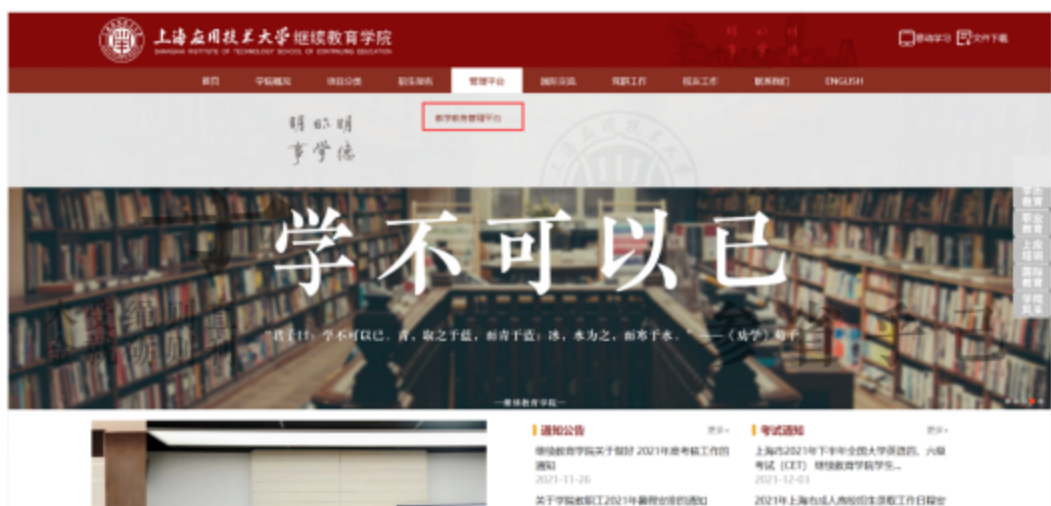 上海应用技术大学 继续教育学院
SHANGHAI INSTITUTE OF TECHNOLOGY SCHOOL OF CONTINUING EDUCATION
移动学习 文件下载
首页 学院概况 项目分类 招生报名 管理平台 国际交流 党群工作 校友工作 联系我们 ENGLISH
教学教务管理平台
明 明
事 学 德
学历教育
职业教育
上应培训
国际教育
学院风采
学不可以已
"君子曰：学不可以已。青，取之于蓝，而青于蓝；冰，水为之，而寒于水。"——《劝学》荀子
—继续教育学院—
通知公告 更多+
继续教育学院关于做好 2021年度考核工作的通知
2021-11-26
关于学院教职工2021年暑假安排的通知
考试通知 更多+
上海市2021年下半年全国大学英语四、六级考试（CET） 继续教育学院学生...
2021-12-03
2021年上海市成人高校招生录取工作日程安